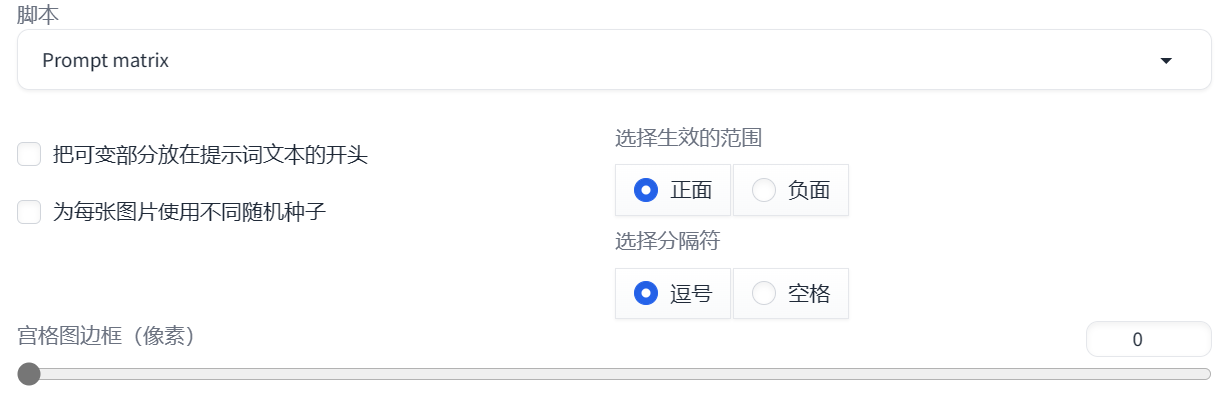 脚本
Prompt matrix
把可变部分放在提示词文本的开头
为每张图片使用不同随机种子
选择生效的范围
正面 负面
选择分隔符
逗号 空格
宫格图边框（像素）
0